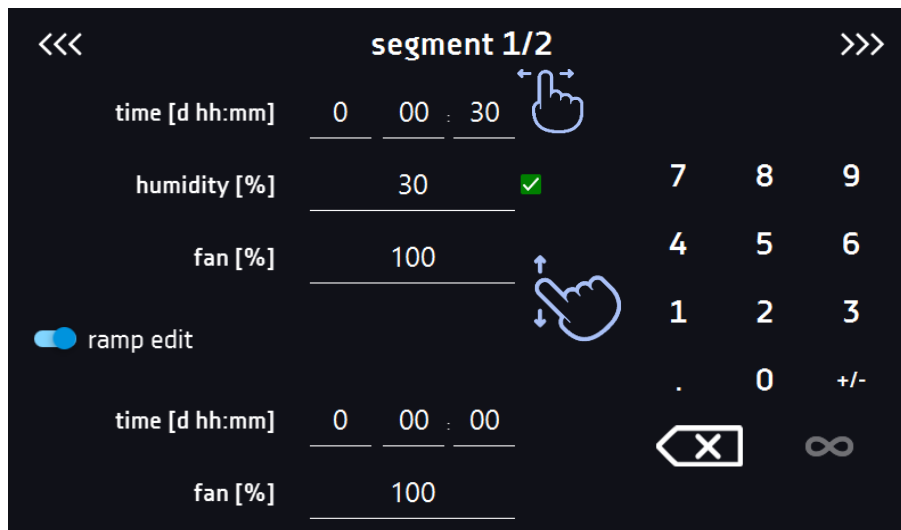 <<< segment 1/2 >>>
time [d hh:mm] 0 00 : 30
humidity [%] 30
7 8 9
fan [%] 100
4 5 6
1 2 3
ramp edit
. 0 +/-
time [d hh:mm] 0 00 : 00
∞
fan [%] 100